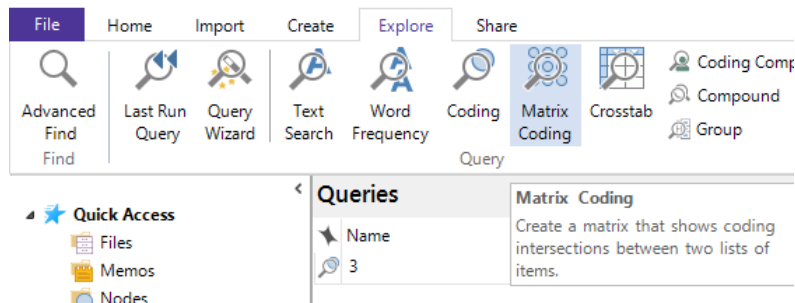 File Home Import Create Explore Share
Advanced Find
Last Run Query
Query Wizard
Text Search
Word Frequency
Coding
Matrix Coding
Crosstab
Coding Comp
Compound
Group
Find
Query
Quick Access
Files
Memos
Nodes
Queries
Name
3
Matrix Coding
Create a matrix that shows coding
intersections between two lists of
items.